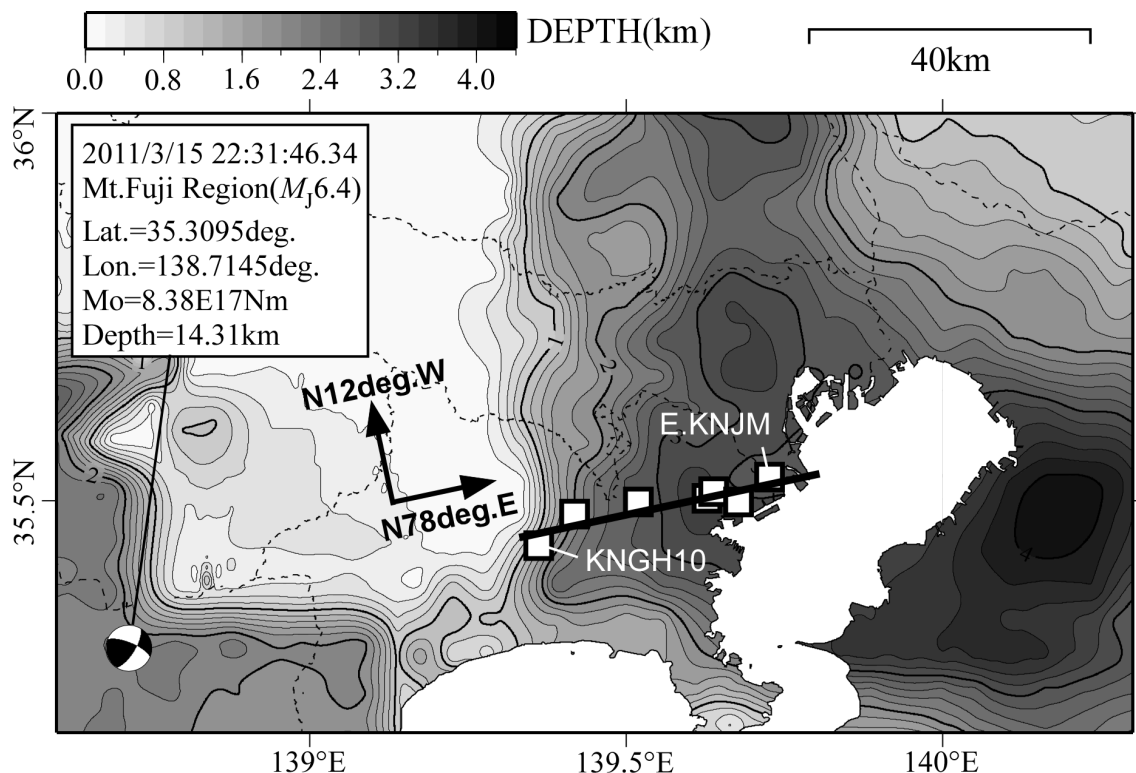 DEPTH(km)
0.0 0.8 1.6 2.4 3.2 4.0
40km
36°N
2011/3/15 22:31:46.34
Mt.Fuji Region(MJ6.4)
Lat.=35.3095deg.
Lon.=138.7145deg.
Mo=8.38E17Nm
Depth=14.31km
1
1
2
N12deg.W
E.KNJM
3
2
35.5°N
N78deg.E
KNGH10
4
139°E 139.5°E 140°E